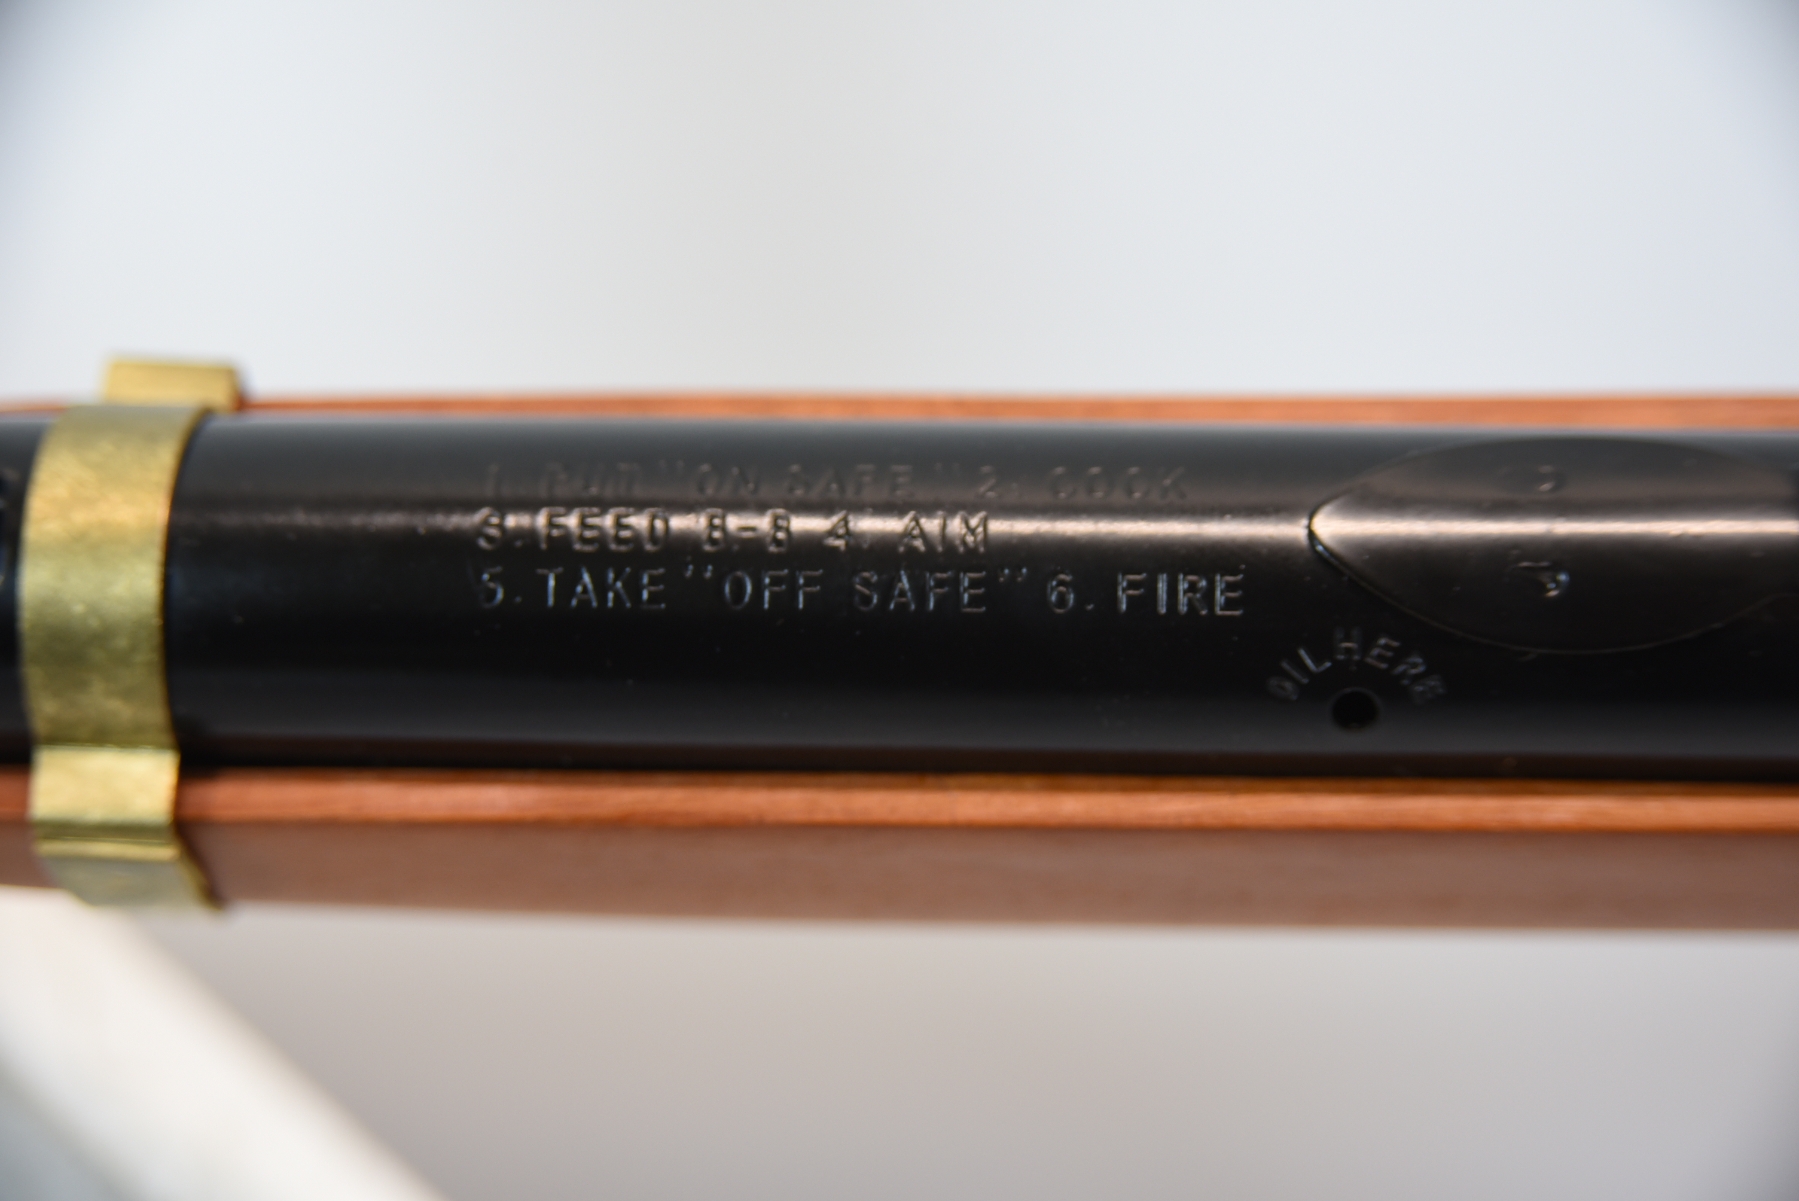 1. PUT "ON SAFE" 2. COCK
3. FEED B-B 4. AIM
5. TAKE "OFF SAFE" 6. FIRE
OIL HERE